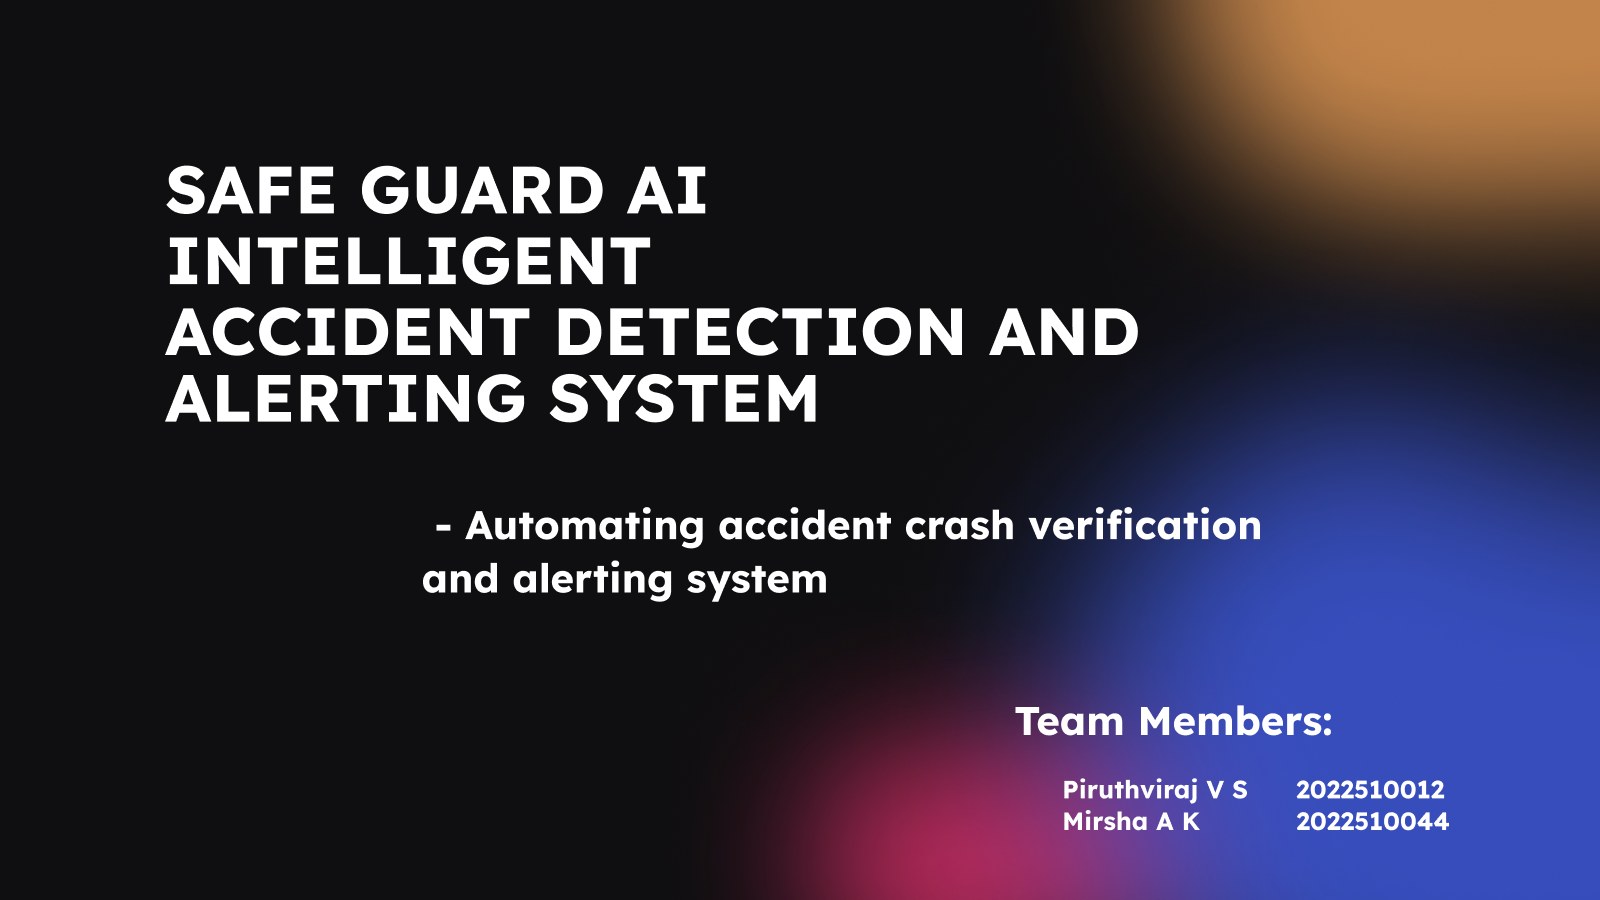 SAFE GUARD AI
INTELLIGENT
ACCIDENT DETECTION AND
ALERTING SYSTEM
- Automating accident crash verification
and alerting system
Team Members:
Piruthviraj V S 2022510012
Mirsha A K 2022510044